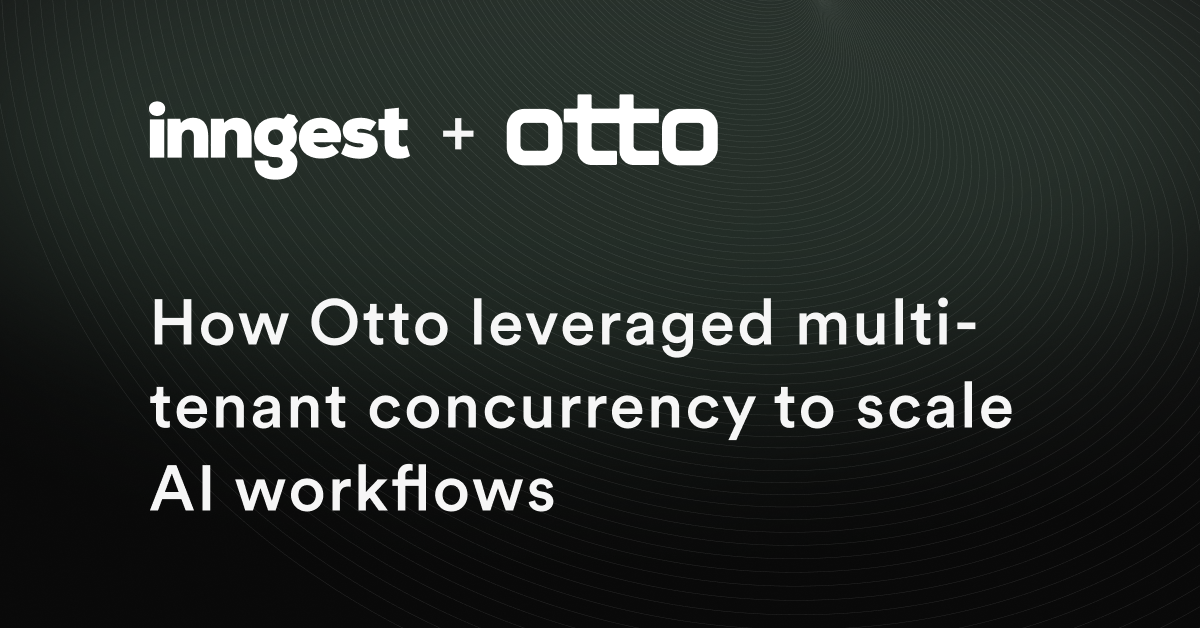 inngest + otto
How Otto leveraged multi-
tenant concurrency to scale
AI workflows